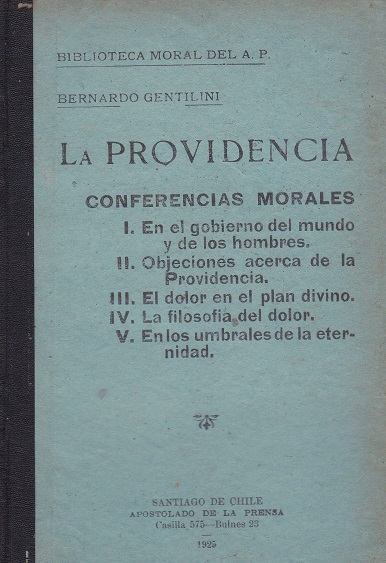 BIBLIOTECA MORAL DEL A. P.
BERNARDO GENTILINI
LA PROVIDENCIA
CONFERENCIAS MORALES
I. En el gobierno del mundo
y de los hombres.
II. Objeciones acerca de la
Providencia.
III. El dolor en el plan divino.
IV. La filosofia del dolor.
V. En los umbrales de la eter-
nidad.
SANTIAGO DE CHILE
APOSTOLADO DE LA PRENSA
Casilla 575—Bulnes 23
1925